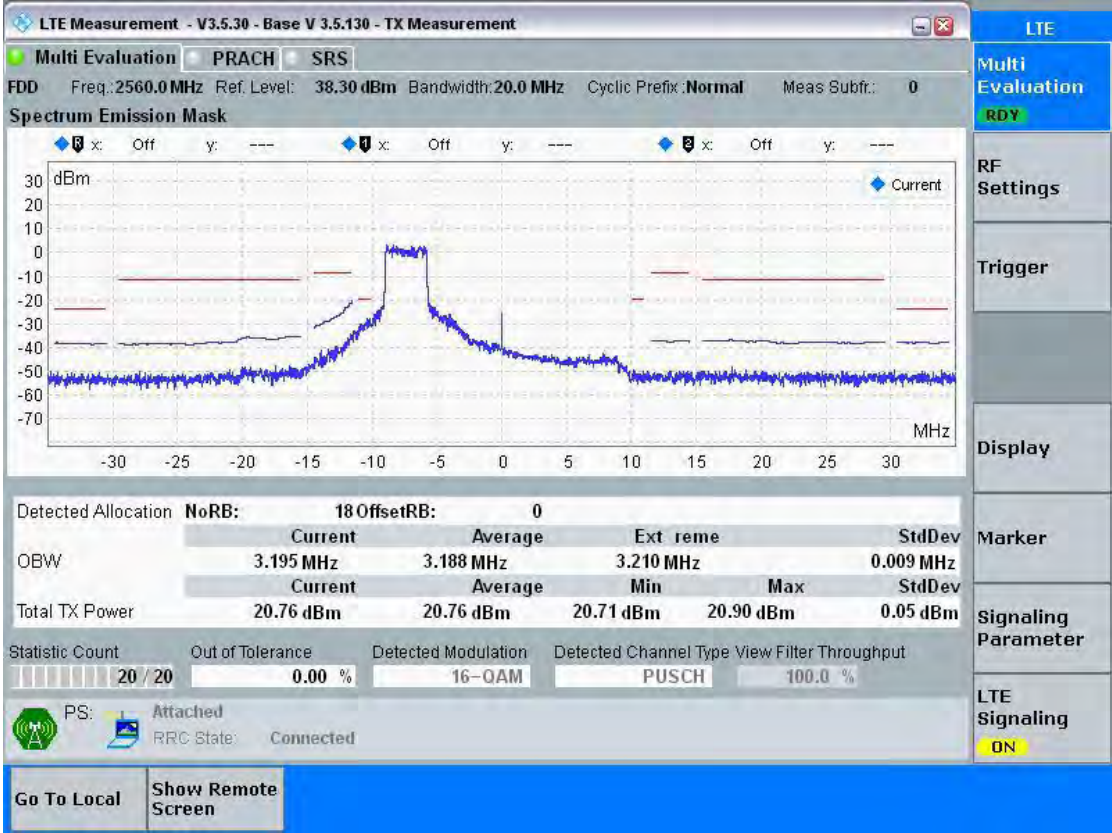 LTE Measurement - V3.5.30 - Base V 3.5.130 - TX Measurement
Multi Evaluation PRACH SRS
FDD Freq.:2560.0 MHz Ref. Level: 38.30 dBm Bandwidth:20.0 MHz Cyclic Prefix :Normal Meas Subfr.: 0
Spectrum Emission Mask
R x: Off y: --- 1 x: Off y: --- 2 x: Off y: ---
dBm
Current
30
20
10
0
-10
-20
-30
-40
-50
-60
-70
MHz
-30 -25 -20 -15 -10 -5 0 5 10 15 20 25 30
Detected Allocation NoRB: 18 OffsetRB: 0
Current Average Ext reme StdDev
OBW 3.195 MHz 3.188 MHz 3.210 MHz 0.009 MHz
Current Average Min Max StdDev
Total TX Power 20.76 dBm 20.76 dBm 20.71 dBm 20.90 dBm 0.05 dBm
Statistic Count Out of Tolerance Detected Modulation Detected Channel Type View Filter Throughput
20 / 20 0.00 % 16-QAM PUSCH 100.0 %
PS: Attached
RRC State: Connected
LTE
Multi
Evaluation
RDY
RF
Settings
Trigger
Display
Marker
Signaling
Parameter
LTE
Signaling
ON
Go To Local
Show Remote
Screen